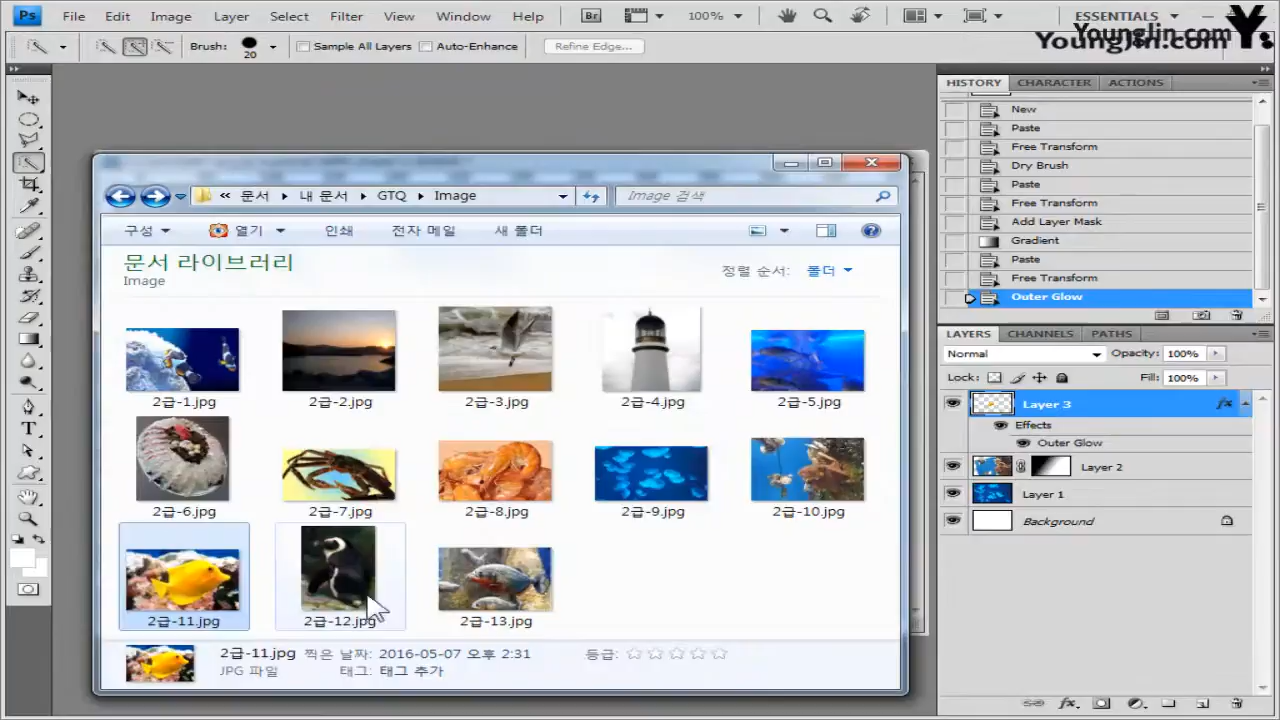 Ps File Edit Image Layer Select Filter View Window Help Br 100% ESSENTIALS
YoungJin.com Y.
Brush: 20 Sample All Layers Auto-Enhance Refine Edge...
HISTORY CHARACTER ACTIONS
New
Paste
Free Transform
Dry Brush
Paste
Free Transform
Add Layer Mask
Gradient
Paste
Free Transform
Outer Glow
LAYERS CHANNELS PATHS
Normal Opacity: 100%
Lock: Fill: 100%
Layer 3 fx
Effects
Outer Glow
Layer 2
Layer 1
Background
« 문서 내 문서 GTQ Image Image 검색
구성 열기 인쇄 전자 메일 새 폴더
문서 라이브러리
Image
정렬 순서: 폴더
2급-1.jpg 2급-2.jpg 2급-3.jpg 2급-4.jpg 2급-5.jpg
2급-6.jpg 2급-7.jpg 2급-8.jpg 2급-9.jpg 2급-10.jpg
2급-11.jpg 2급-12.jpg 2급-13.jpg
2급-11.jpg 찍은 날짜: 2016-05-07 오후 2:31 등급:
JPG 파일 태그: 태그 추가